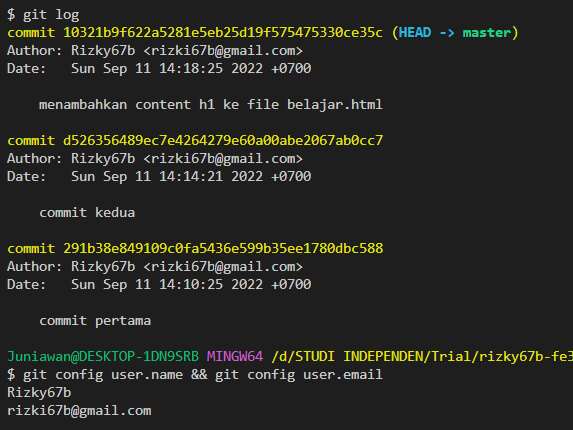 $ git log
commit 10321b9f622a5281e5eb25d19f575475330ce35c (HEAD -> master)
Author: Rizky67b <rizki67b@gmail.com>
Date:   Sun Sep 11 14:18:25 2022 +0700
    menambahkan content h1 ke file belajar.html
commit d526356489ec7e4264279e60a00abe2067ab0cc7
Author: Rizky67b <rizki67b@gmail.com>
Date:   Sun Sep 11 14:14:21 2022 +0700
    commit kedua
commit 291b38e849109c0fa5436e599b35ee1780dbc588
Author: Rizky67b <rizki67b@gmail.com>
Date:   Sun Sep 11 14:10:25 2022 +0700
    commit pertama
Juniawan@DESKTOP-1DN9SRB MINGW64 /d/STUDI INDEPENDEN/Trial/rizky67b-fe3
$ git config user.name && git config user.email
Rizky67b
rizki67b@gmail.com